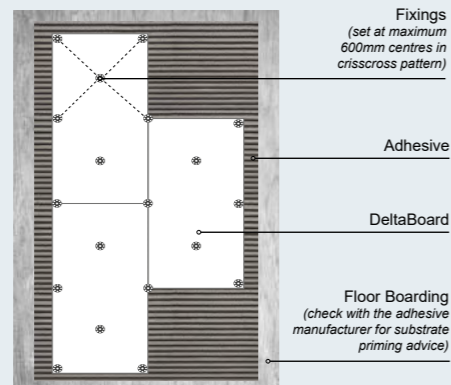 Fixings
(set at maximum
600mm centres in
crisscross pattern)
Adhesive
DeltaBoard
Floor Boarding
(check with the adhesive
manufacturer for substrate
priming advice)